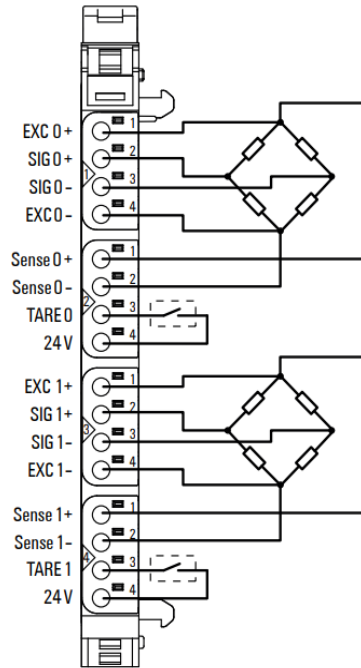 EXC 0+ 1
SIG 0+ 2
SIG 0– 3
EXC 0– 4
1
Sense 0+ 1
Sense 0– 2
TARE 0 3
24 V 4
2
EXC 1+ 1
SIG 1+ 2
SIG 1– 3
EXC 1– 4
3
Sense 1+ 1
Sense 1– 2
TARE 1 3
24 V 4
4